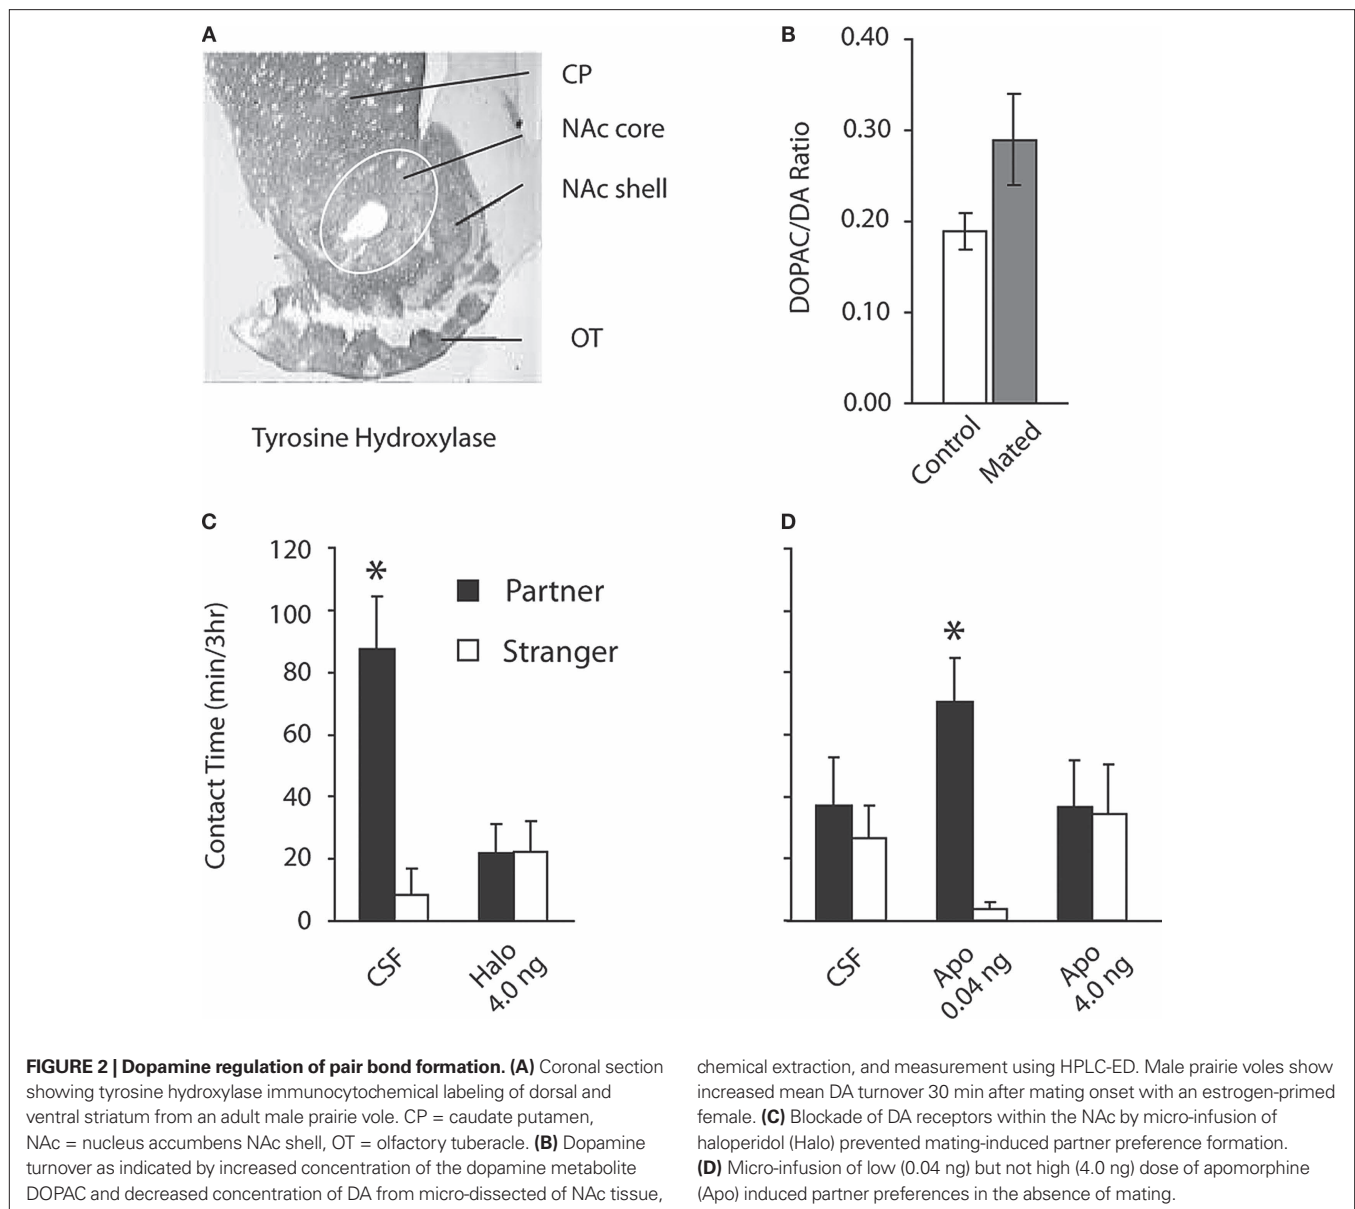 A
CP
NAc core
NAc shell
OT
Tyrosine Hydroxylase
B
0.40
0.30
0.20
0.10
0.00
DOPAC/DA Ratio
Control
Mated
C
120
100
80
60
40
20
0
Contact Time (min/3hr)
*
Partner
Stranger
CSF
Halo
4.0 ng
D
*
CSF
Apo
0.04 ng
Apo
4.0 ng
FIGURE 2 | Dopamine regulation of pair bond formation. (A) Coronal section
showing tyrosine hydroxylase immunocytochemical labeling of dorsal and
ventral striatum from an adult male prairie vole. CP = caudate putamen,
NAc = nucleus accumbens NAc shell, OT = olfactory tuberacle. (B) Dopamine
turnover as indicated by increased concentration of the dopamine metabolite
DOPAC and decreased concentration of DA from micro-dissected of NAc tissue,
chemical extraction, and measurement using HPLC-ED. Male prairie voles show
increased mean DA turnover 30 min after mating onset with an estrogen-primed
female. (C) Blockade of DA receptors within the NAc by micro-infusion of
haloperidol (Halo) prevented mating-induced partner preference formation.
(D) Micro-infusion of low (0.04 ng) but not high (4.0 ng) dose of apomorphine
(Apo) induced partner preferences in the absence of mating.